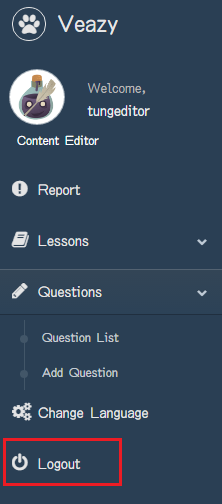 Veazy
Welcome,
tungeditor
Content Editor
Report
Lessons
Questions
Question List
Add Question
Change Language
Logout